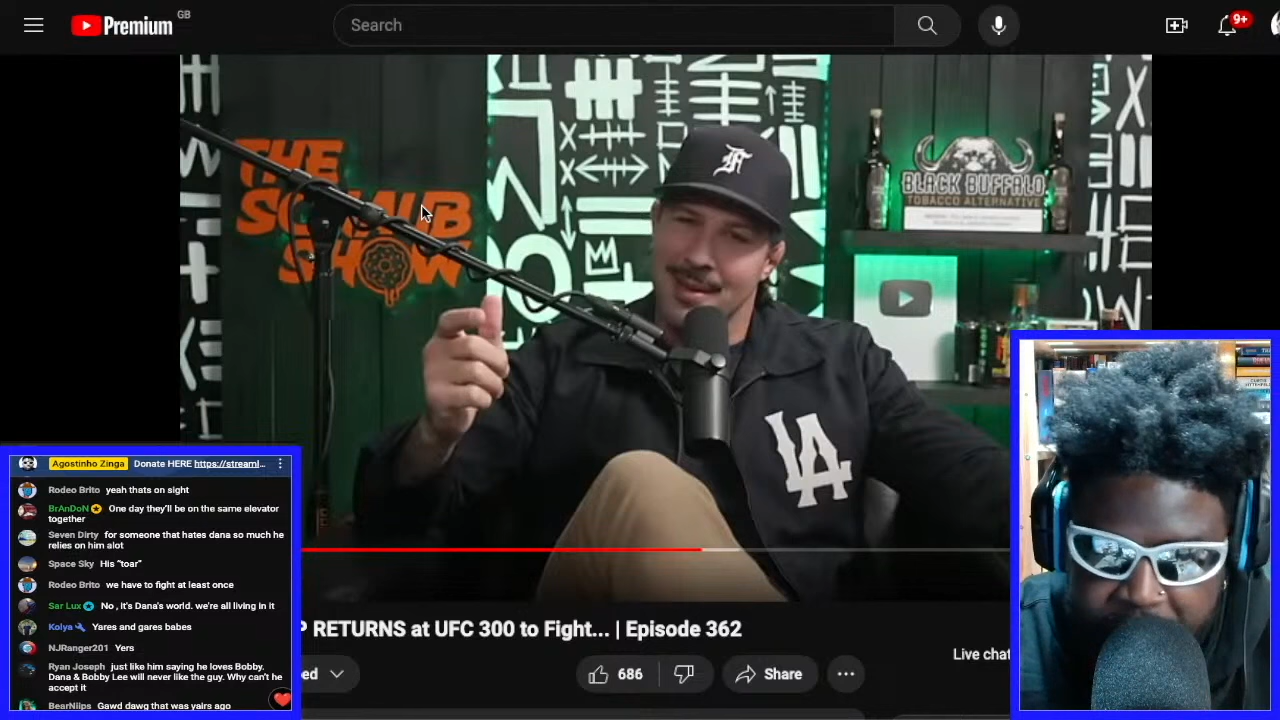 Premium GB
Search
9+
THE
SCHAUB
SHOW
LA
BLACK BUFFALO
TOBACCO ALTERNATIVE
Agostinho Zinga Donate HERE https://streaml...
Rodeo Brito yeah thats on sight
BrAnDoN One day they'll be on the same elevator
together
Seven Dirty for someone that hates dana so much he
relies on him alot
Space Sky His "toar"
Rodeo Brito we have to fight at least once
Sar Lux No , it's Dana's world. we're all living in it
Kolya Yares and gares babes
NJRanger201 Yers
Ryan Joseph just like him saying he loves Bobby.
Dana & Bobby Lee will never like the guy. Why can't he
accept it
BearNiips Gawd dawg that was yairs ago
P RETURNS at UFC 300 to Fight... | Episode 362
ed
686
Share
Live chat